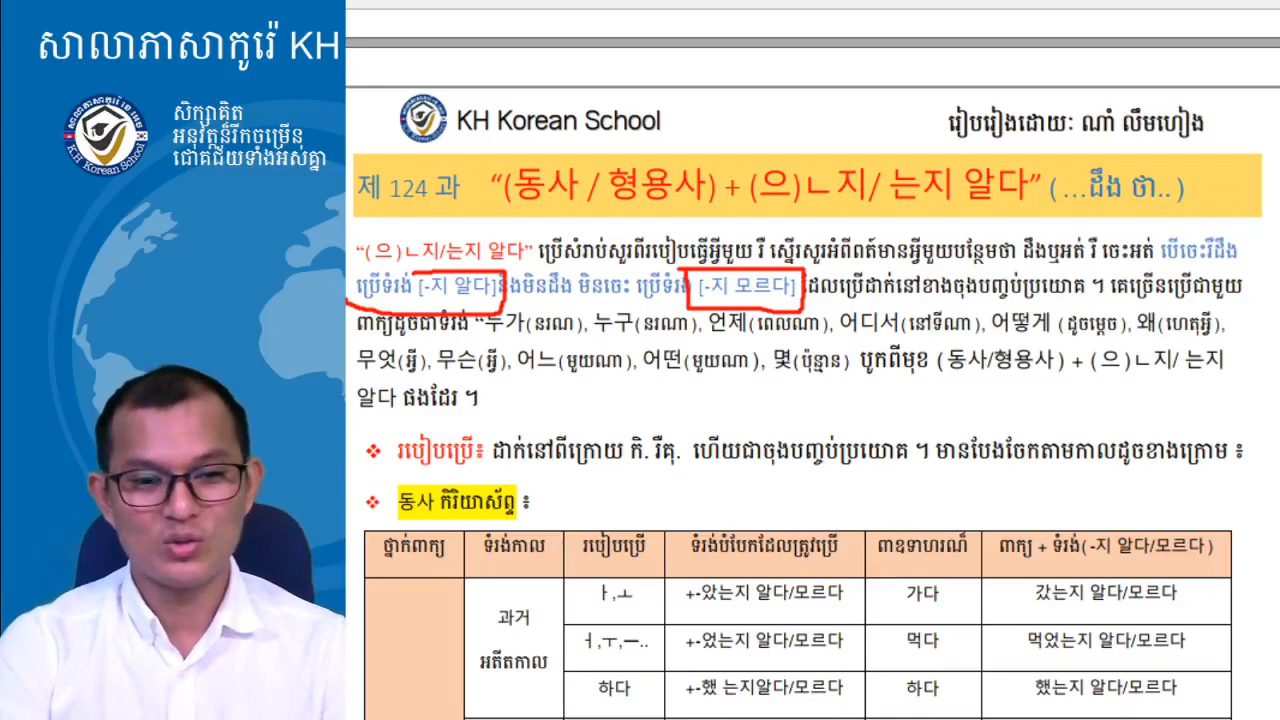 សាលាភាសាកូរ៉េ KH
សិក្សាគិត
អនុវត្តន៍រីកចម្រើន
ជោគជ័យទាំងអស់គ្នា
KH Korean School
រៀបរៀងដោយ: ណាំ លឹមហៀង
제 124 과 “(동사 / 형용사) + (으)ㄴ지/ 는지 알다” (…ដឹង ថា..)
“(으)ㄴ지/는지 알다” ប្រើសំរាប់សួរពីរបៀបធ្វើអ្វីមួយ រឺ ស្នើរសួរអំពីពត៍មានអ្វីមួយបន្ថែមថា ដឹងឬអត់ រឺ ចេះអត់ បើចេះរឺដឹង
ប្រើទំរង់ [-지 알다]និងមិនដឹង មិនចេះ ប្រើទំរង់ [-지 모르다] ដែលប្រើដាក់នៅខាងចុងបញ្ចប់ប្រយោគ ។ គេច្រើនប្រើជាមួយ
ពាក្យដូចជាទំរង់ “누가(នរណ), 누구(នរណា), 언제(ពេលណា), 어디서(នៅទីណា), 어떻게 (ដូចម្តេច), 왜(ហេតុអ្វី),
무엇(អ្វី), 무슨(អ្វី), 어느(មួយណា), 어떤(មួយណា), 몇(ប៉ុន្មាន) បូកពីមុខ (동사/형용사) + (으)ㄴ지/ 는지
알다 ផងដែរ ។
❖ របៀបប្រើ៖ ដាក់នៅពីក្រោយ កិ. រឺគុ. ហើយជាចុងបញ្ចប់ប្រយោគ ។ មានបែងចែកតាមកាលដូចខាងក្រោម ៖
❖ 동사 កិរិយាស័ព្ទ ៖
ថ្នាក់ពាក្យ ទំរង់កាល របៀបប្រើ ទំរង់បំបែកដែលត្រូវប្រើ ពាឧទាហរណ៏ ពាក្យ + ទំរង់(-지 알다/모르다)
과거
អតីតកាល
ㅏ,ㅗ +-았는지 알다/모르다 가다 갔는지 알다/모르다
ㅓ,ㅜ,ㅡ.. +-었는지 알다/모르다 먹다 먹었는지 알다/모르다
하다 +-했 는지알다/모르다 하다 했는지 알다/모르다